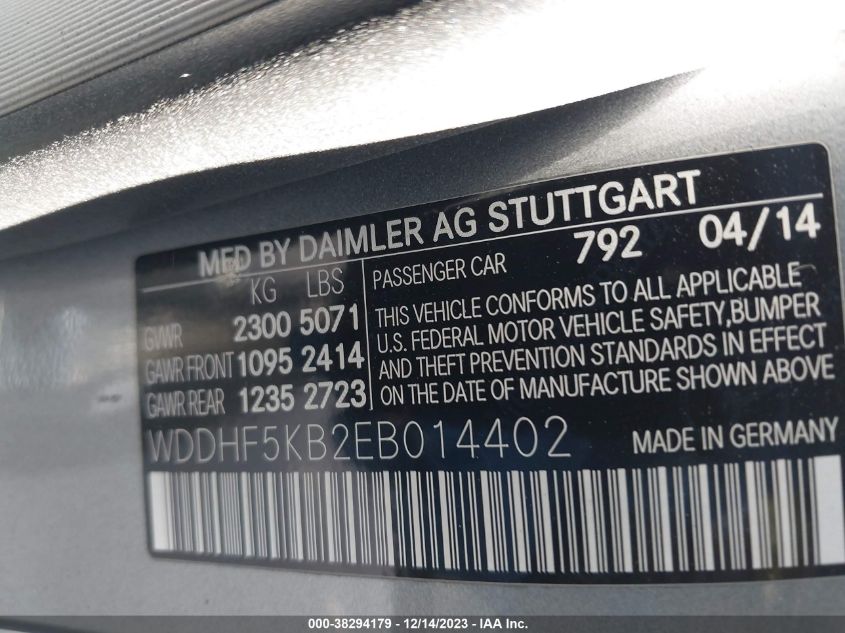 MFD BY DAIMLER AG STUTTGART
792 04/14
KG LBS
GVWR 2300 5071
GAWR FRONT 1095 2414
GAWR REAR 1235 2723
PASSENGER CAR
THIS VEHICLE CONFORMS TO ALL APPLICABLE
U.S. FEDERAL MOTOR VEHICLE SAFETY,BUMPER
AND THEFT PREVENTION STANDARDS IN EFFECT
ON THE DATE OF MANUFACTURE SHOWN ABOVE
WDDHF5KB2EB014402
MADE IN GERMANY
000-38294179 - 12/14/2023 - IAA Inc.